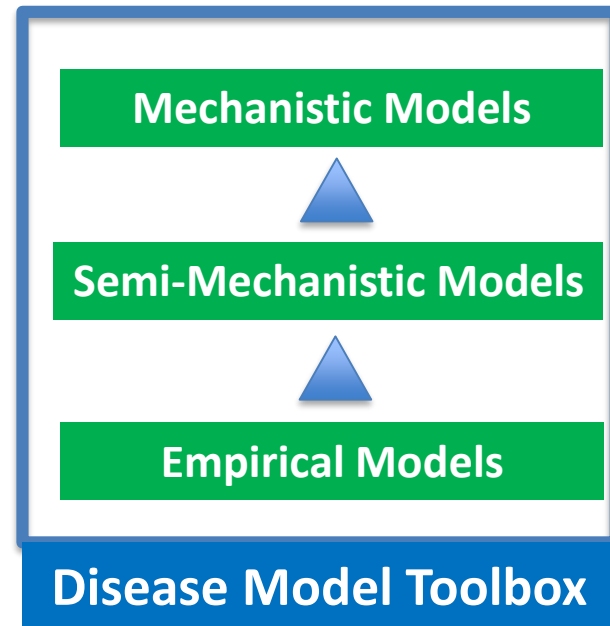 Mechanistic Models
Semi-Mechanistic Models
Empirical Models
Disease Model Toolbox